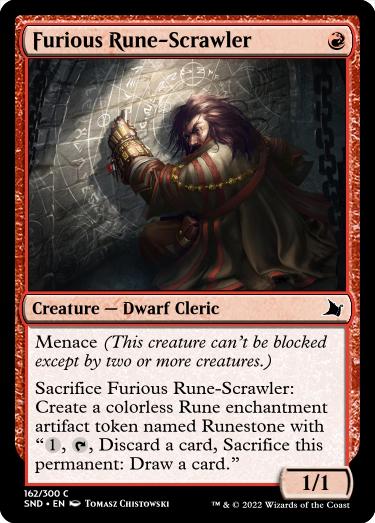 Furious Rune-Scrawler
Creature — Dwarf Cleric
Menace (This creature can't be blocked
except by two or more creatures.)
Sacrifice Furious Rune-Scrawler:
Create a colorless Rune enchantment
artifact token named Runestone with
“1, , Discard a card, Sacrifice this
permanent: Draw a card.”
1/1
162/300 C
SND • EN Tomasz Chistowski
™ & © 2022 Wizards of the Coast